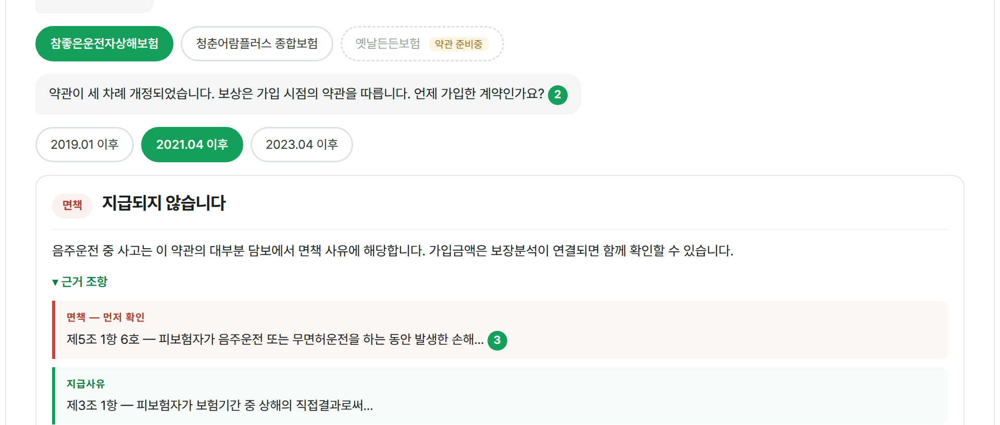 참좋은운전자상해보험 청춘어람플러스 종합보험 옛날든든보험 약관 준비중
약관이 세 차례 개정되었습니다. 보상은 가입 시점의 약관을 따릅니다. 언제 가입한 계약인가요? 2
2019.01 이후 2021.04 이후 2023.04 이후
면책 지급되지 않습니다
음주운전 중 사고는 이 약관의 대부분 담보에서 면책 사유에 해당합니다. 가입금액은 보장분석이 연결되면 함께 확인할 수 있습니다.
▾ 근거 조항
면책 — 먼저 확인
제5조 1항 6호 — 피보험자가 음주운전 또는 무면허운전을 하는 동안 발생한 손해... 3
지급사유
제3조 1항 — 피보험자가 보험기간 중 상해의 직접결과로써...